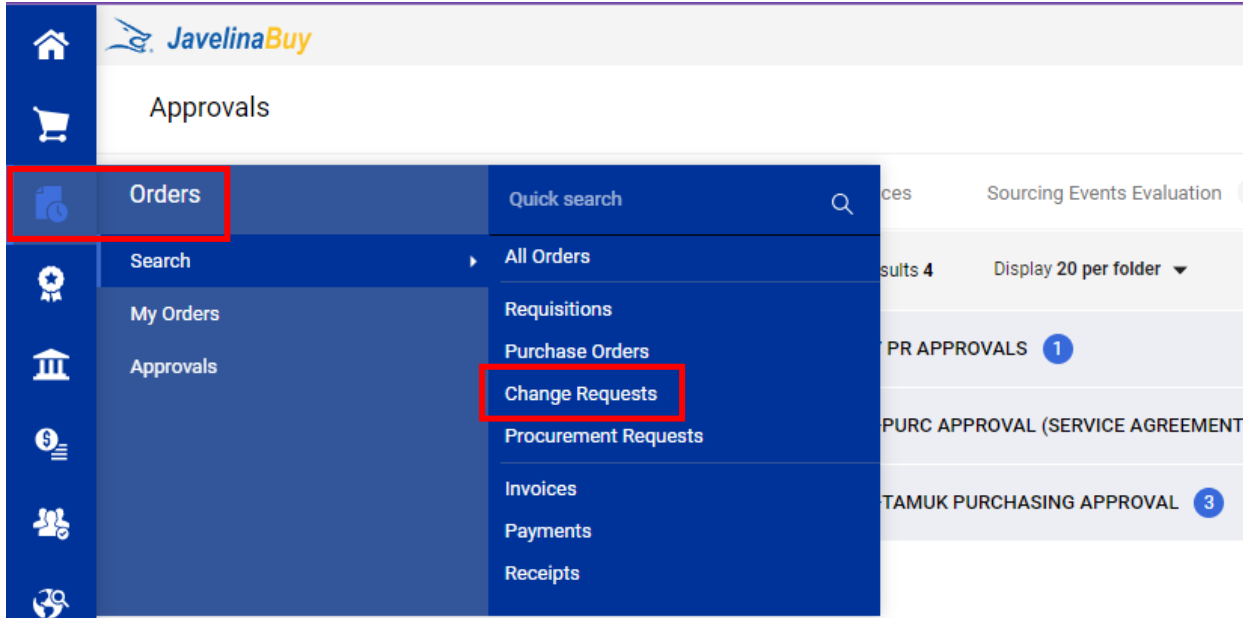 JavelinaBuy
Approvals
Orders
Quick search
ces
Sourcing Events Evaluation
Search
All Orders
sults 4
Display 20 per folder
My Orders
Requisitions
Approvals
Purchase Orders
PR APPROVALS 1
Change Requests
Procurement Requests
PURC APPROVAL (SERVICE AGREEMENT
Invoices
TAMUK PURCHASING APPROVAL 3
Payments
Receipts